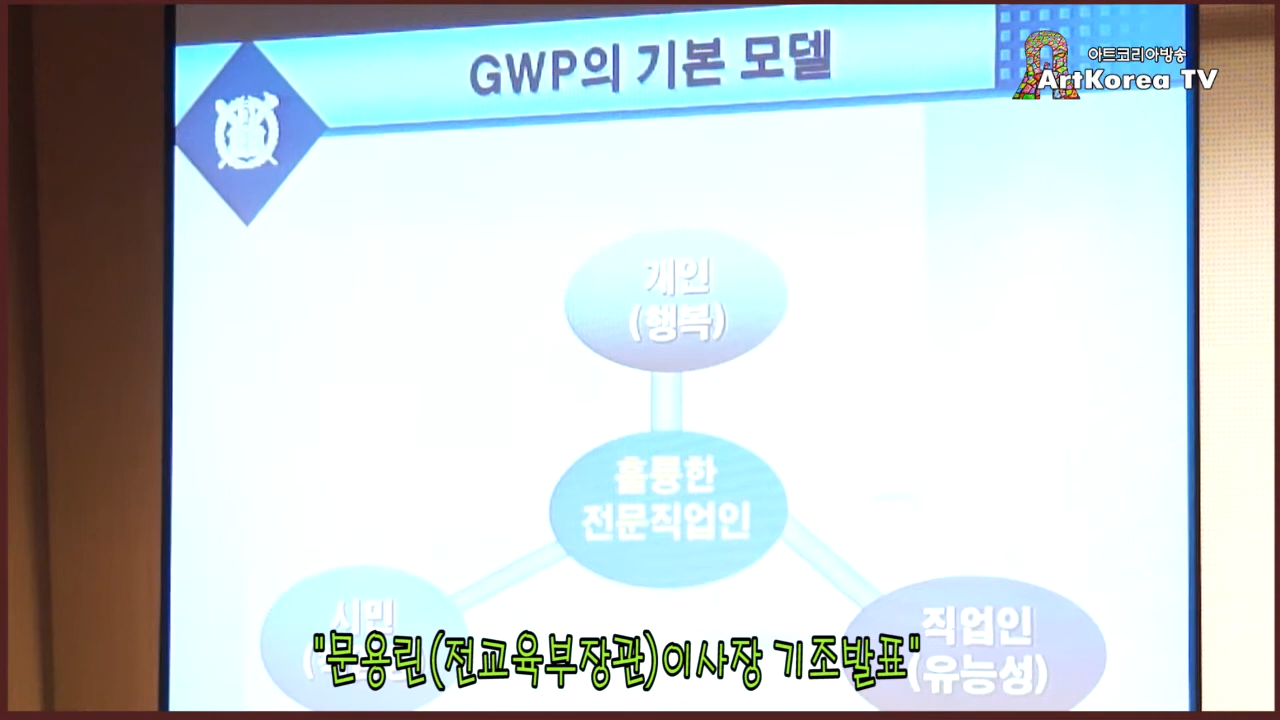 GWP의 기본 모델
아트코리아방송
ArtKorea TV
개인
(행복)
훌륭한
전문직업인
시민
직업인
(유능성)
"문용린(전교육부장관)이사장 기조발표"